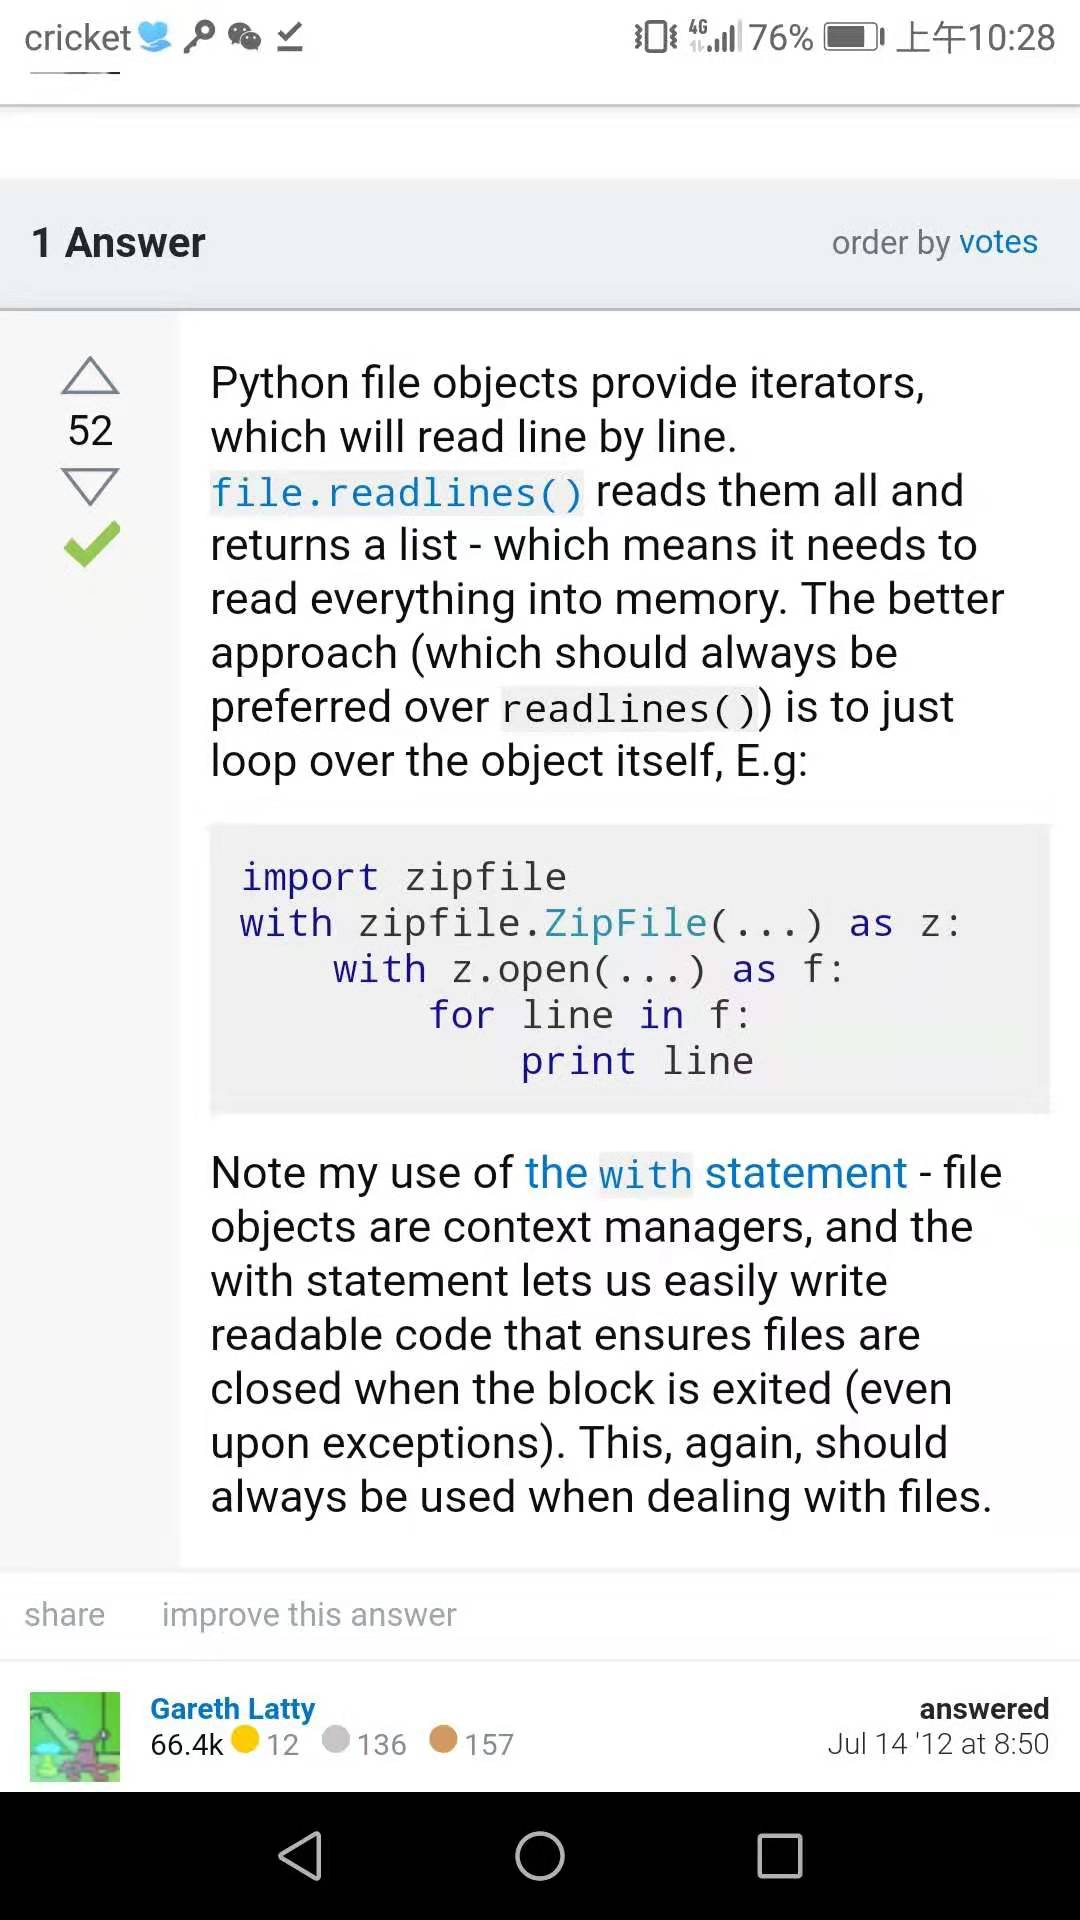 cricket 4G 76% 上午10:28
1 Answer order by votes
52
Python file objects provide iterators,
which will read line by line.
file.readlines() reads them all and
returns a list - which means it needs to
read everything into memory. The better
approach (which should always be
preferred over readlines()) is to just
loop over the object itself, E.g:
import zipfile
with zipfile.ZipFile(...) as z:
    with z.open(...) as f:
        for line in f:
            print line
Note my use of the with statement - file
objects are context managers, and the
with statement lets us easily write
readable code that ensures files are
closed when the block is exited (even
upon exceptions). This, again, should
always be used when dealing with files.
share improve this answer
Gareth Latty answered
66.4k 12 136 157 Jul 14 '12 at 8:50